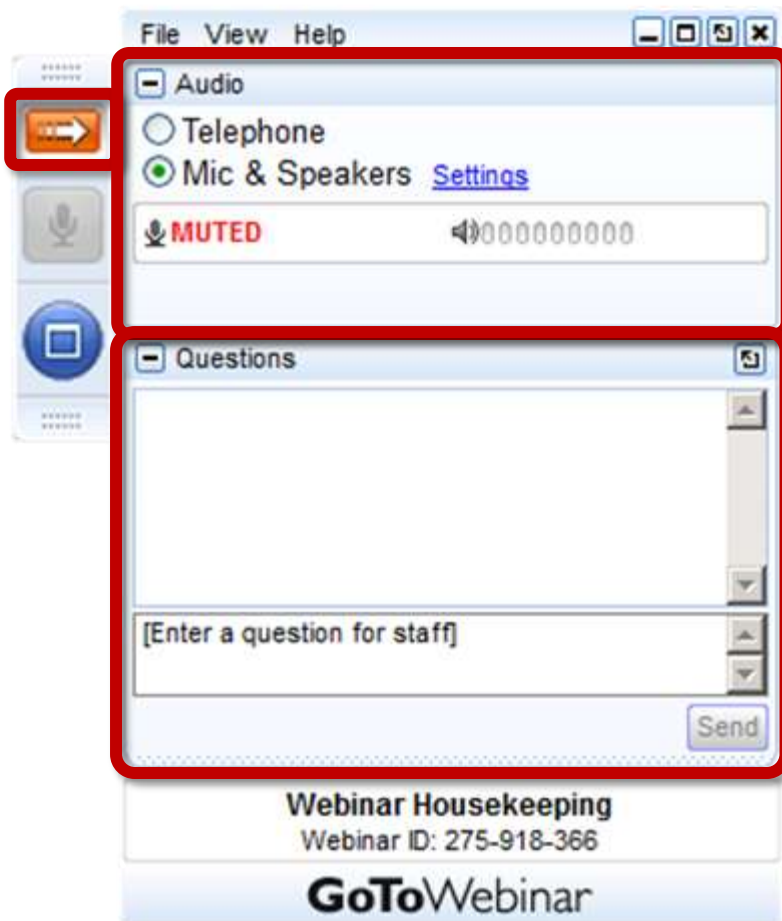 File View Help
Audio
Telephone
Mic & Speakers Settings
MUTED
Questions
[Enter a question for staff]
Send
Webinar Housekeeping
Webinar ID: 275-918-366
GoToWebinar